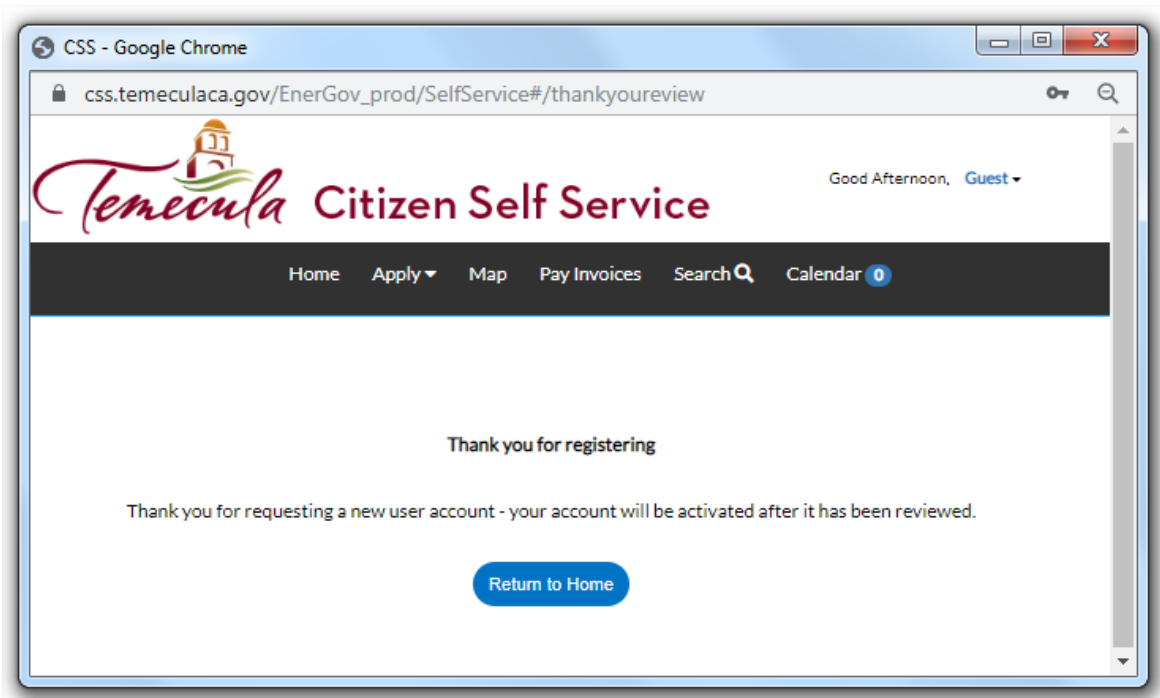 CSS - Google Chrome
css.temeculaca.gov/EnerGov_prod/SelfService#/thankyoureview
Temecula Citizen Self Service
Good Afternoon, Guest
Home Apply Map Pay Invoices Search Calendar 0
Thank you for registering
Thank you for requesting a new user account - your account will be activated after it has been reviewed.
Return to Home